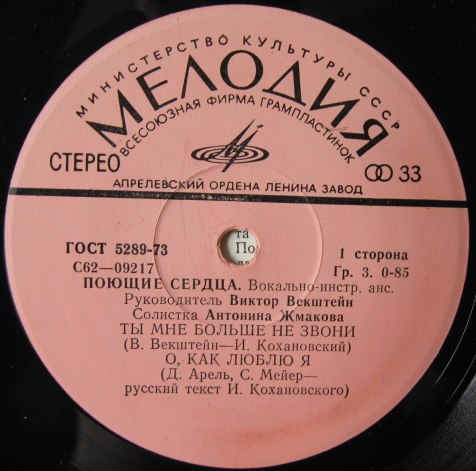 МИНИСТЕРСТВО КУЛЬТУРЫ СССР
МЕЛОДИЯ
ВСЕСОЮЗНАЯ ФИРМА ГРАМПЛАСТИНОК
СТЕРЕО 33
АПРЕЛЕВСКИЙ ОРДЕНА ЛЕНИНА ЗАВОД
та
По
ГОСТ 5289-73 1 сторона
С62—09217 Гр. 3. 0-85
ПОЮЩИЕ СЕРДЦА. Вокально-инстр. анс.
Руководитель Виктор Векштейн
Солистка Антонина Жмакова
ТЫ МНЕ БОЛЬШЕ НЕ ЗВОНИ
(В. Векштейн—И. Кохановский)
О, КАК ЛЮБЛЮ Я
(Д. Арель, С. Мейер—
русский текст И. Кохановского)